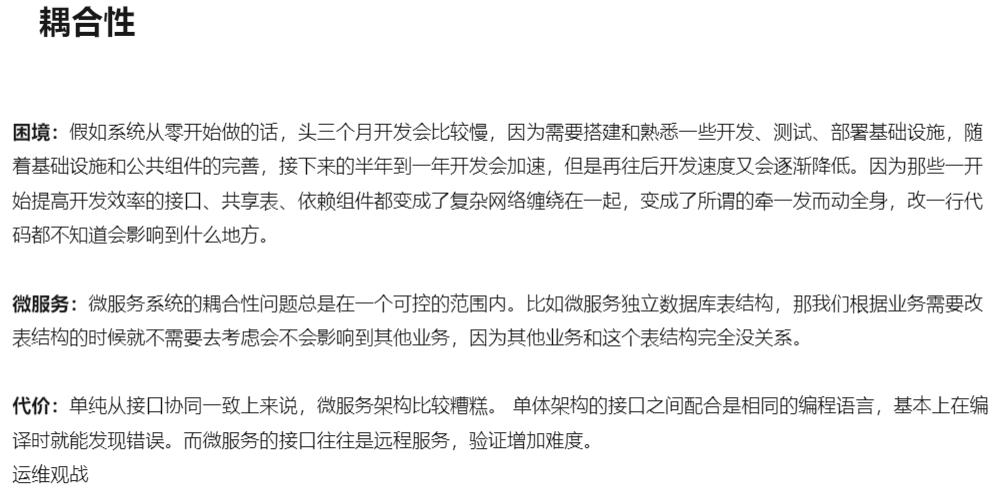 耦合性
困境：假如系统从零开始做的话，头三个月开发会比较慢，因为需要搭建和熟悉一些开发、测试、部署基础设施，随
着基础设施和公共组件的完善，接下来的半年到一年开发会加速，但是再往后开发速度又会逐渐降低。因为那些一开
始提高开发效率的接口、共享表、依赖组件都变成了复杂网络缠绕在一起，变成了所谓的牵一发而动全身，改一行代
码都不知道会影响到什么地方。
微服务：微服务系统的耦合性问题总是在一个可控的范围内。比如微服务独立数据库表结构，那我们根据业务需要改
表结构的时候就不需要去考虑会不会影响到其他业务，因为其他业务和这个表结构完全没关系。
代价：单纯从接口协同一致上来说，微服务架构比较糟糕。 单体架构的接口之间配合是相同的编程语言，基本上在编
译时就能发现错误。而微服务的接口往往是远程服务，验证增加难度。
运维观战